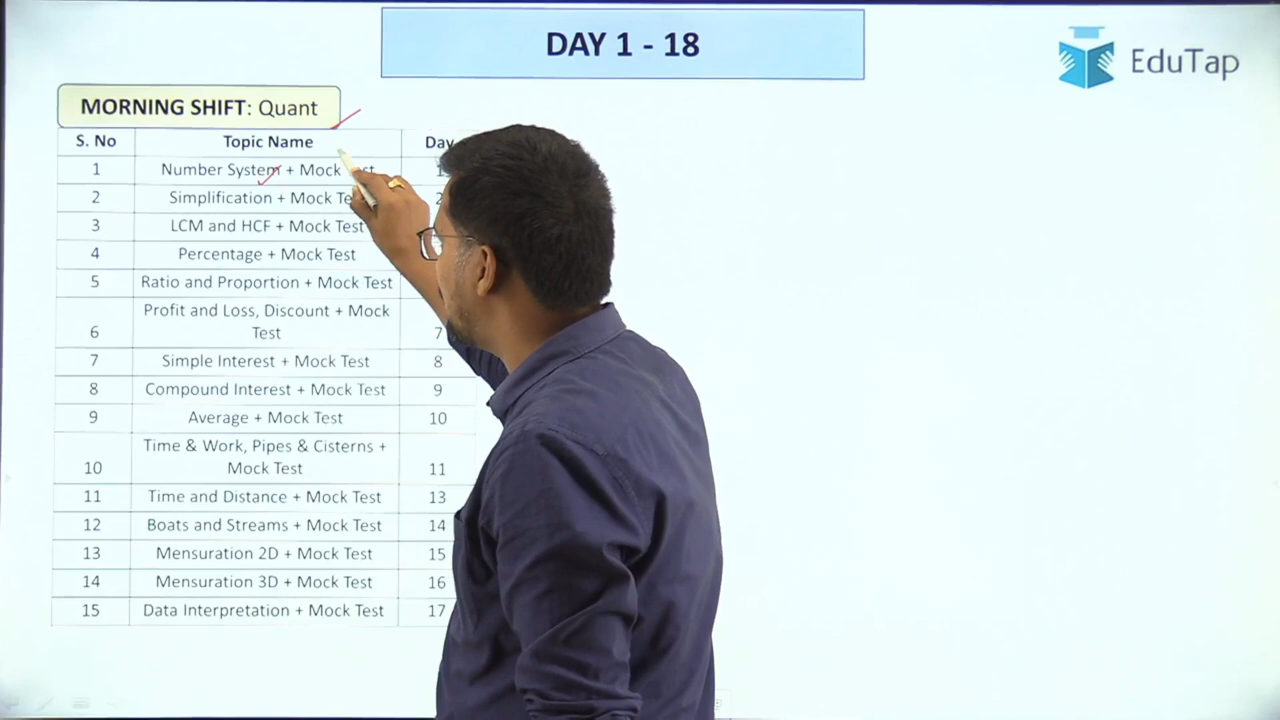 DAY 1 - 18
EduTap
MORNING SHIFT: Quant
S. No Topic Name Day
1 Number System + Mock
2 Simplification + Mock
3 LCM and HCF + Mock Test
4 Percentage + Mock Test
5 Ratio and Proportion + Mock Test
Profit and Loss, Discount + Mock
6 Test 7
7 Simple Interest + Mock Test 8
8 Compound Interest + Mock Test 9
9 Average + Mock Test 10
Time & Work, Pipes & Cisterns +
10 Mock Test 11
11 Time and Distance + Mock Test 13
12 Boats and Streams + Mock Test 14
13 Mensuration 2D + Mock Test 15
14 Mensuration 3D + Mock Test 16
15 Data Interpretation + Mock Test 17